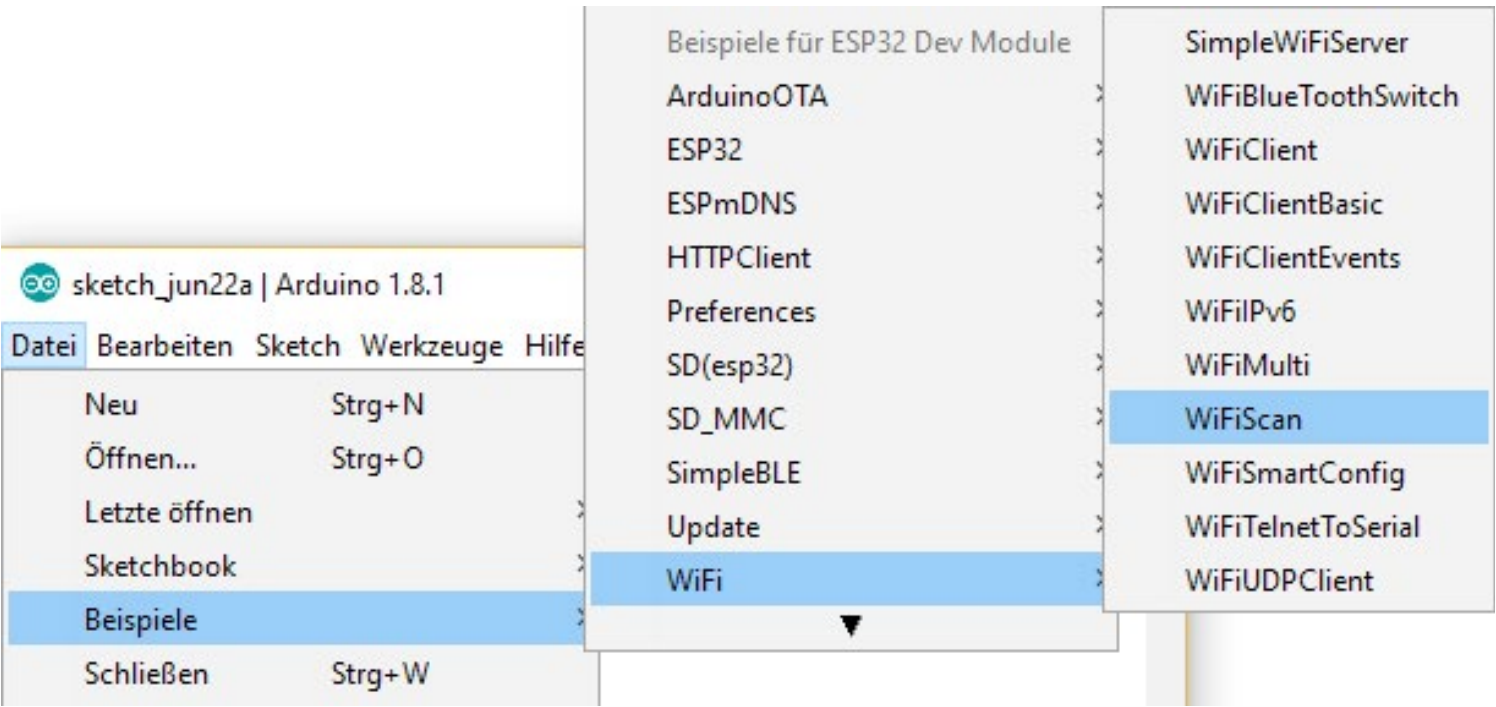 sketch_jun22a | Arduino 1.8.1
Datei Bearbeiten Sketch Werkzeuge Hilfe
Neu Strg+N
Öffnen... Strg+O
Letzte öffnen
Sketchbook
Beispiele
Schließen Strg+W
Beispiele für ESP32 Dev Module
ArduinoOTA
ESP32
ESPmDNS
HTTPClient
Preferences
SD(esp32)
SD_MMC
SimpleBLE
Update
WiFi
SimpleWiFiServer
WiFiBlueToothSwitch
WiFiClient
WiFiClientBasic
WiFiClientEvents
WiFiIPv6
WiFiMulti
WiFiScan
WiFiSmartConfig
WiFiTelnetToSerial
WiFiUDPClient